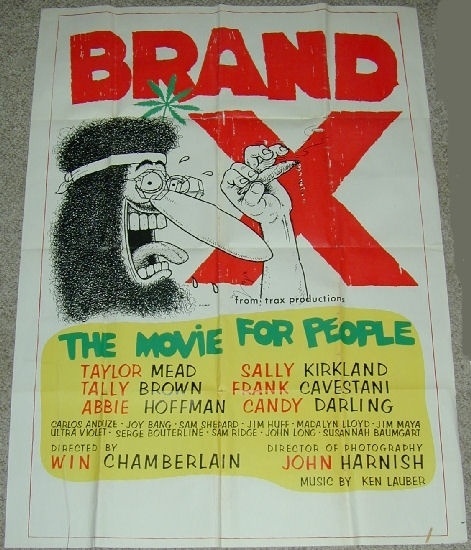 BRAND
X
from trax productions
THE MOViE FOR PEOPLE
TAYLOR MEAD SALLY KIRKLAND
TALLY BROWN FRANK CAVESTANI
ABBIE HOFFMAN CANDY DARLING
CARLOS ANDUZE · JOY BANG · SAM SHEPARD · JIM HUFF · MADALYN LLOYD · JIM MAYA
ULTRA VIOLET · SERGE BOUTERLINE · SAM RIDGE · JOHN LONG · SUSANNAH BAUMGART
DIRECTED BY DIRECTOR OF PHOTOGRAPHY
WIN CHAMBERLAIN JOHN HARNISH
MUSIC BY KEN LAUBER